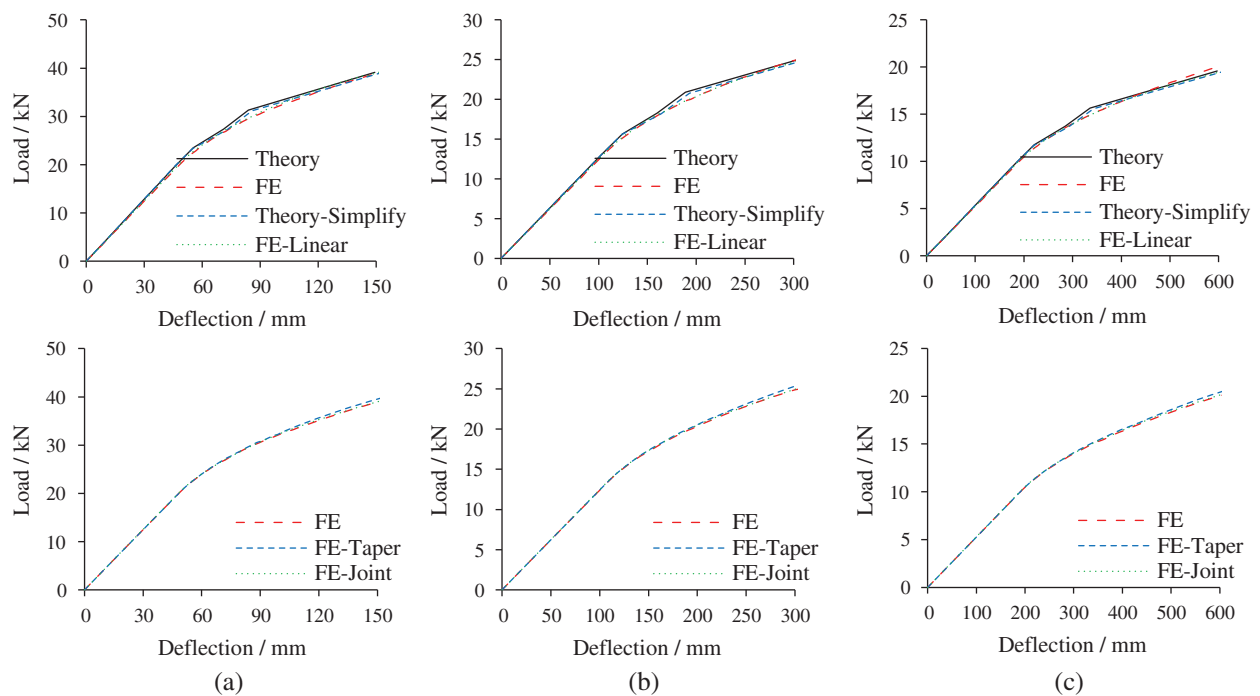 50
40
30
20
10
0
Load / kN
Theory
FE
Theory-Simplify
FE-Linear
0 30 60 90 120 150
Deflection / mm
30
25
20
15
10
5
0
Load / kN
Theory
FE
Theory-Simplify
FE-Linear
0 50 100 150 200 250 300
Deflection / mm
25
20
15
10
5
0
Load / kN
Theory
FE
Theory-Simplify
FE-Linear
0 100 200 300 400 500 600
Deflection / mm
50
40
30
20
10
0
Load / kN
FE
FE-Taper
FE-Joint
0 30 60 90 120 150
Deflection / mm
(a)
30
25
20
15
10
5
0
Load / kN
FE
FE-Taper
FE-Joint
0 50 100 150 200 250 300
Deflection / mm
(b)
25
20
15
10
5
0
Load / kN
FE
FE-Taper
FE-Joint
0 100 200 300 400 500 600
Deflection / mm
(c)